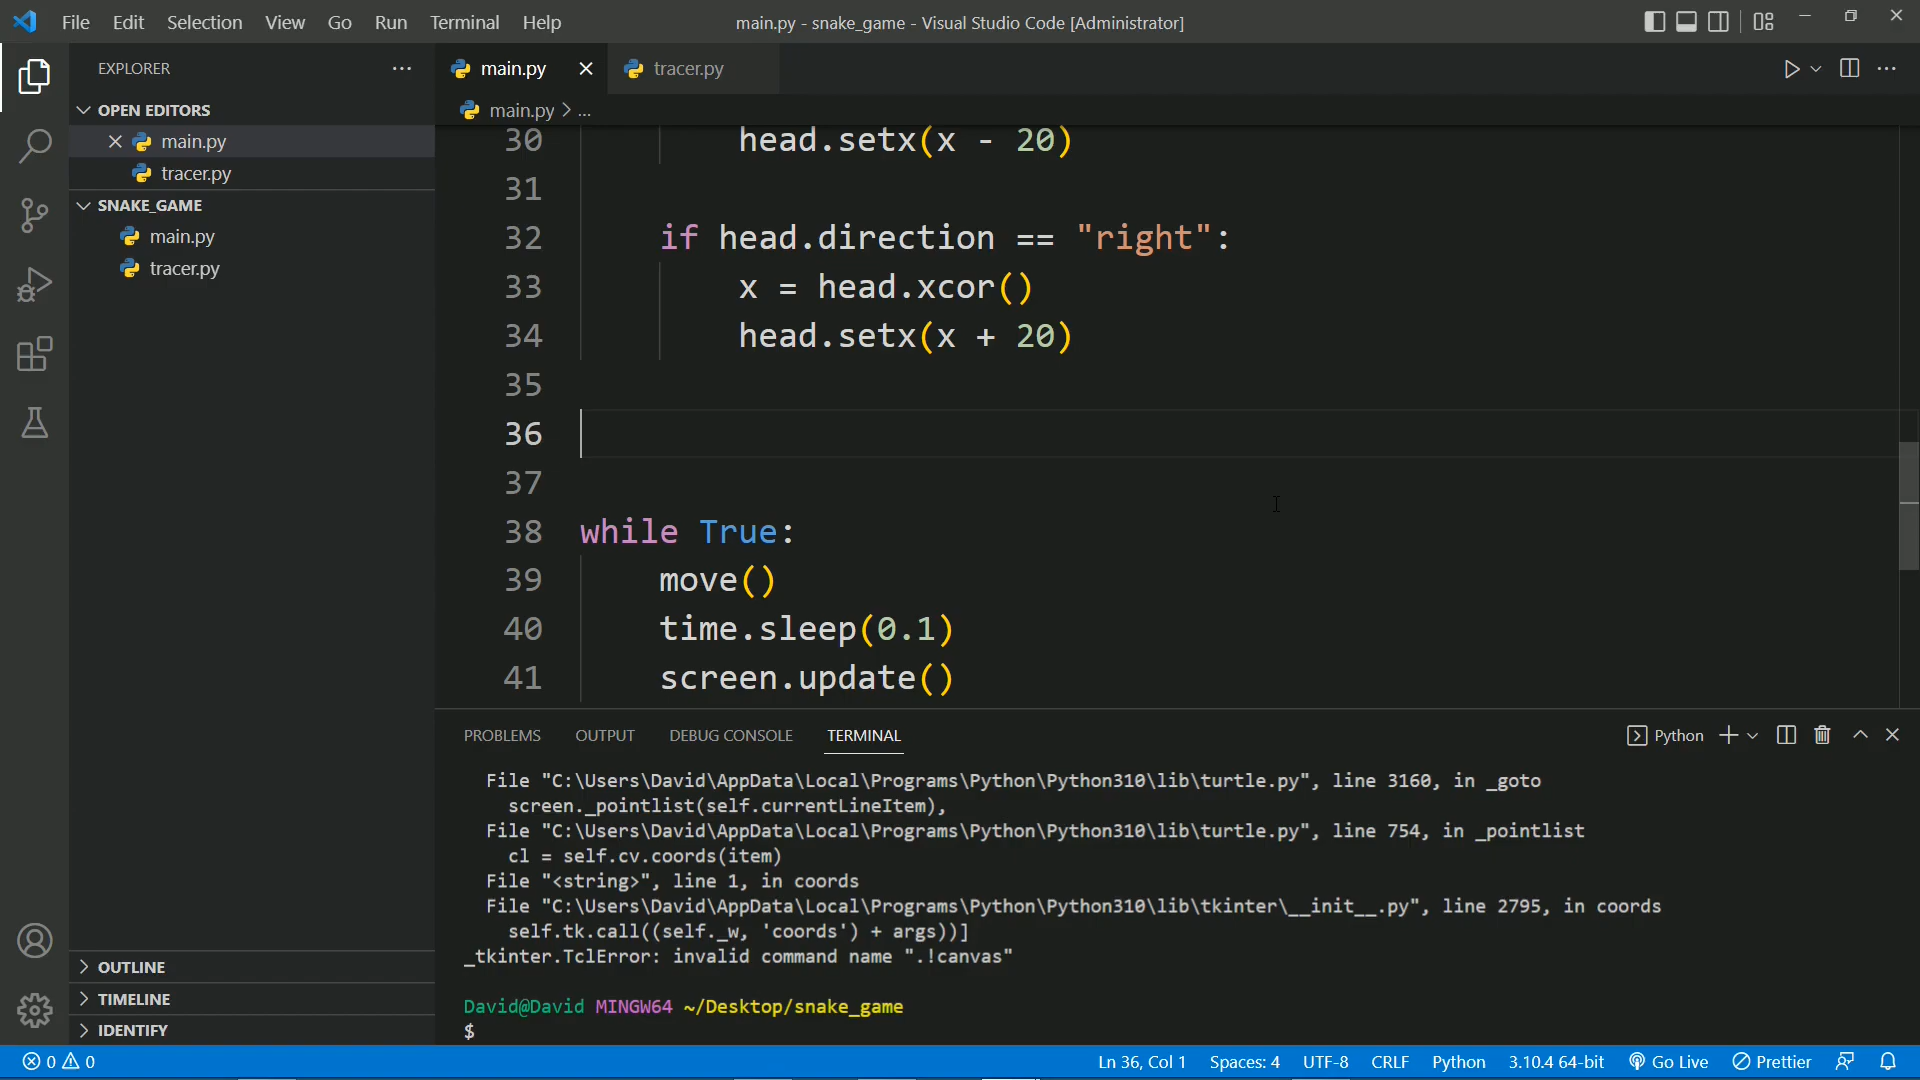 File Edit Selection View Go Run Terminal Help
main.py - snake_game - Visual Studio Code [Administrator]
EXPLORER
OPEN EDITORS
main.py
tracer.py
SNAKE_GAME
main.py
tracer.py
OUTLINE
TIMELINE
IDENTIFY
main.py
tracer.py
main.py > ...
30 head.setx(x - 20)
31
32 if head.direction == "right":
33 x = head.xcor()
34 head.setx(x + 20)
35
36
37
38 while True:
39 move()
40 time.sleep(0.1)
41 screen.update()
PROBLEMS OUTPUT DEBUG CONSOLE TERMINAL
Python
File "C:\Users\David\AppData\Local\Programs\Python\Python310\lib\turtle.py", line 3160, in _goto
screen._pointlist(self.currentLineItem),
File "C:\Users\David\AppData\Local\Programs\Python\Python310\lib\turtle.py", line 754, in _pointlist
cl = self.cv.coords(item)
File "<string>", line 1, in coords
File "C:\Users\David\AppData\Local\Programs\Python\Python310\lib\tkinter\__init__.py", line 2795, in coords
self.tk.call((self._w, 'coords') + args))]
_tkinter.TclError: invalid command name ".!canvas"
David@David MINGW64 ~/Desktop/snake_game
$
0 0
Ln 36, Col 1 Spaces: 4 UTF-8 CRLF Python 3.10.4 64-bit Go Live Prettier